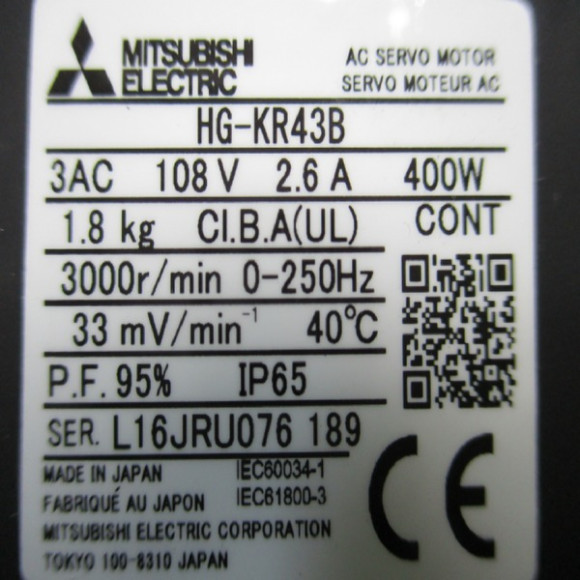 MITSUBISHI
ELECTRIC
AC SERVO MOTOR
SERVO MOTEUR AC
HG-KR43B
3AC 108 V 2.6 A 400W
1.8 kg CI.B.A(UL) CONT
3000r/min 0-250Hz
33 mV/min⁻¹ 40°C
P.F. 95% IP65
SER. L16JRU076 189
MADE IN JAPAN IEC60034-1
FABRIQUÉ AU JAPON IEC61800-3
MITSUBISHI ELECTRIC CORPORATION
TOKYO 100-8310 JAPAN
CE